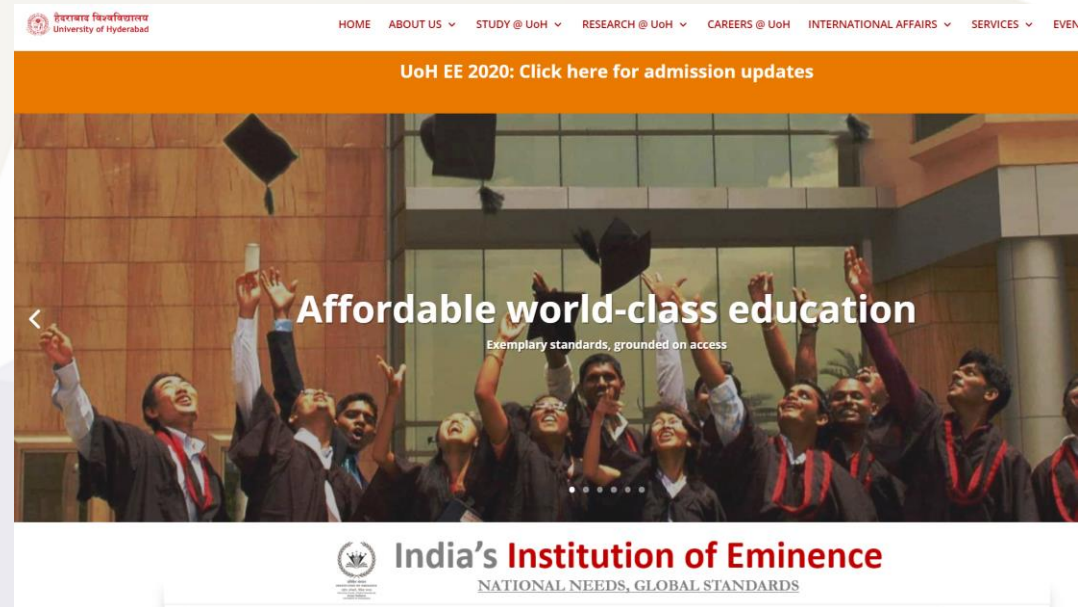 हैदराबाद विश्वविद्यालय
University of Hyderabad
HOME ABOUT US STUDY @ UoH RESEARCH @ UoH CAREERS @ UoH INTERNATIONAL AFFAIRS SERVICES EVEN
UoH EE 2020: Click here for admission updates
Affordable world-class education
Exemplary standards, grounded on access
India's Institution of Eminence
NATIONAL NEEDS, GLOBAL STANDARDS